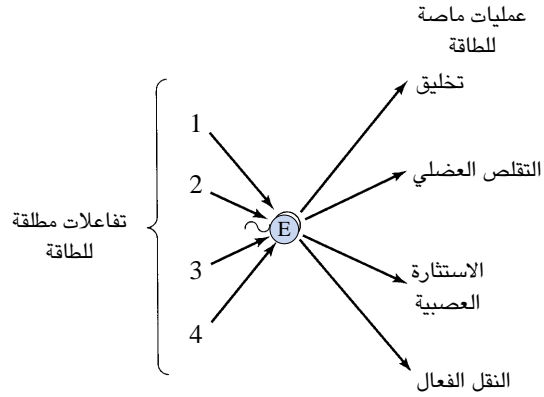 عمليات ماصة
للطاقة
تخليق
1
التقلص العضلي
2
تفاعلات مطلقة
للطاقة
E
3
الاستثارة
العصبية
4
النقل الفعال